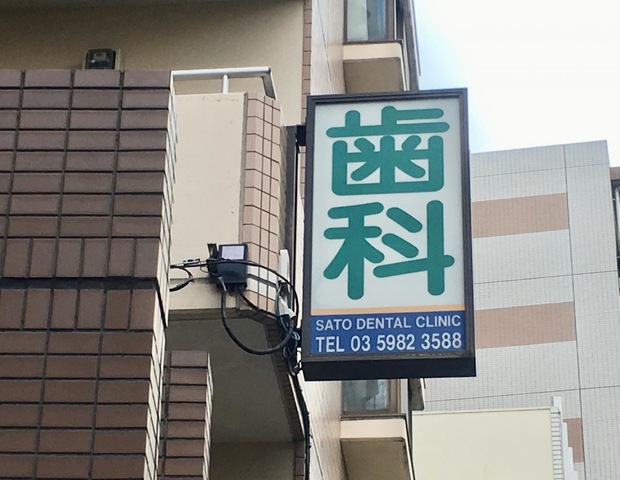 歯
科
SATO DENTAL CLINIC
TEL 03 5982 3588